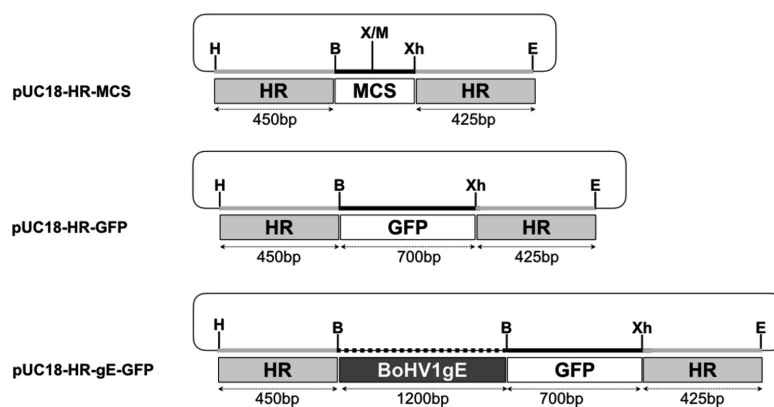 H B X/M Xh E
pUC18-HR-MCS HR MCS HR
450bp 425bp
H B Xh E
pUC18-HR-GFP HR GFP HR
450bp 700bp 425bp
H B B Xh E
pUC18-HR-gE-GFP HR BoHV1gE GFP HR
450bp 1200bp 700bp 425bp